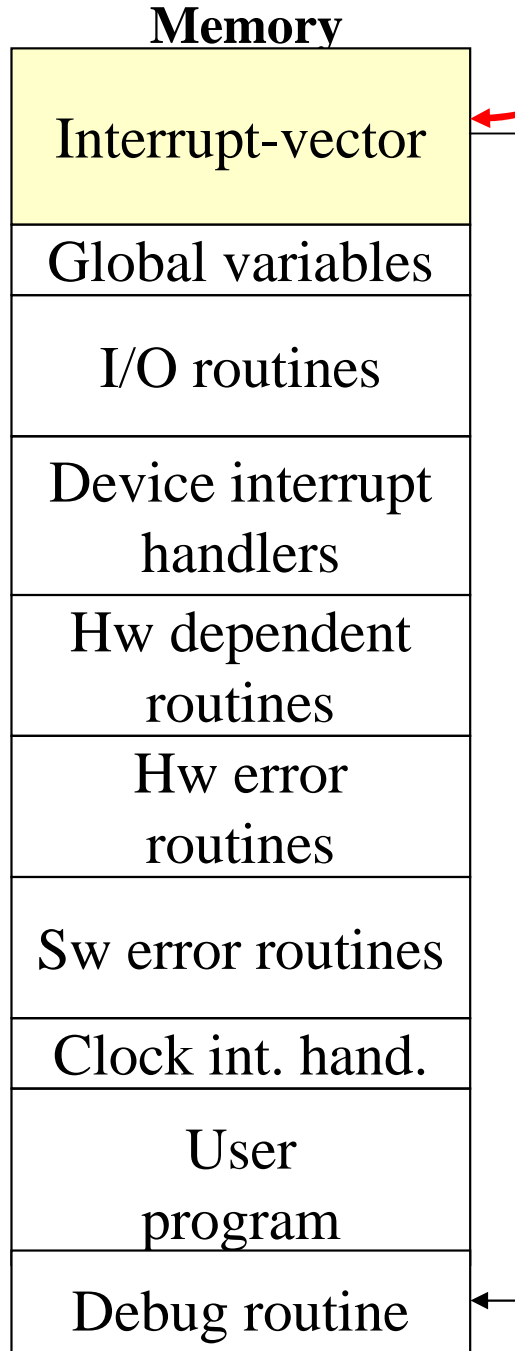 Memory
Interrupt-vector
Global variables
I/O routines
Device interrupt
handlers
Hw dependent
routines
Hw error
routines
Sw error routines
Clock int. hand.
User
program
Debug routine